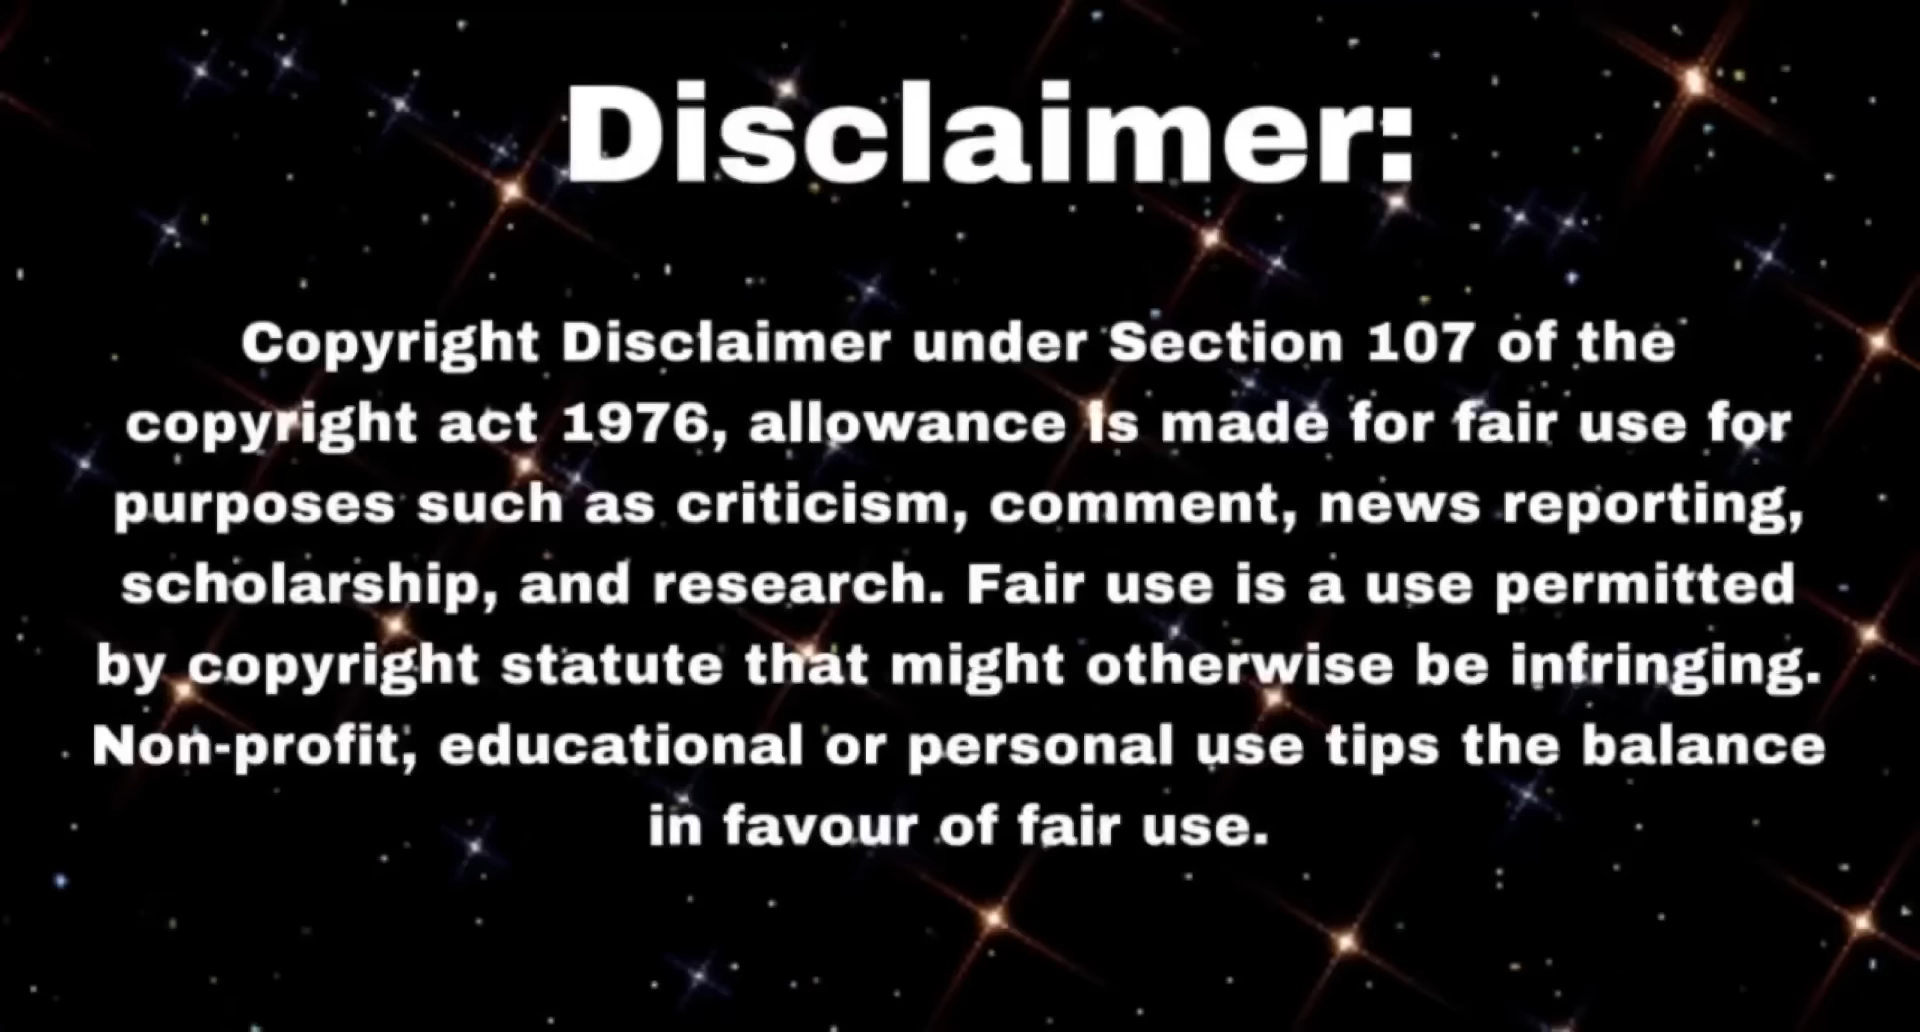 Disclaimer:
Copyright Disclaimer under Section 107 of the
copyright act 1976, allowance is made for fair use for
purposes such as criticism, comment, news reporting,
scholarship, and research. Fair use is a use permitted
by copyright statute that might otherwise be infringing.
Non-profit, educational or personal use tips the balance
in favour of fair use.